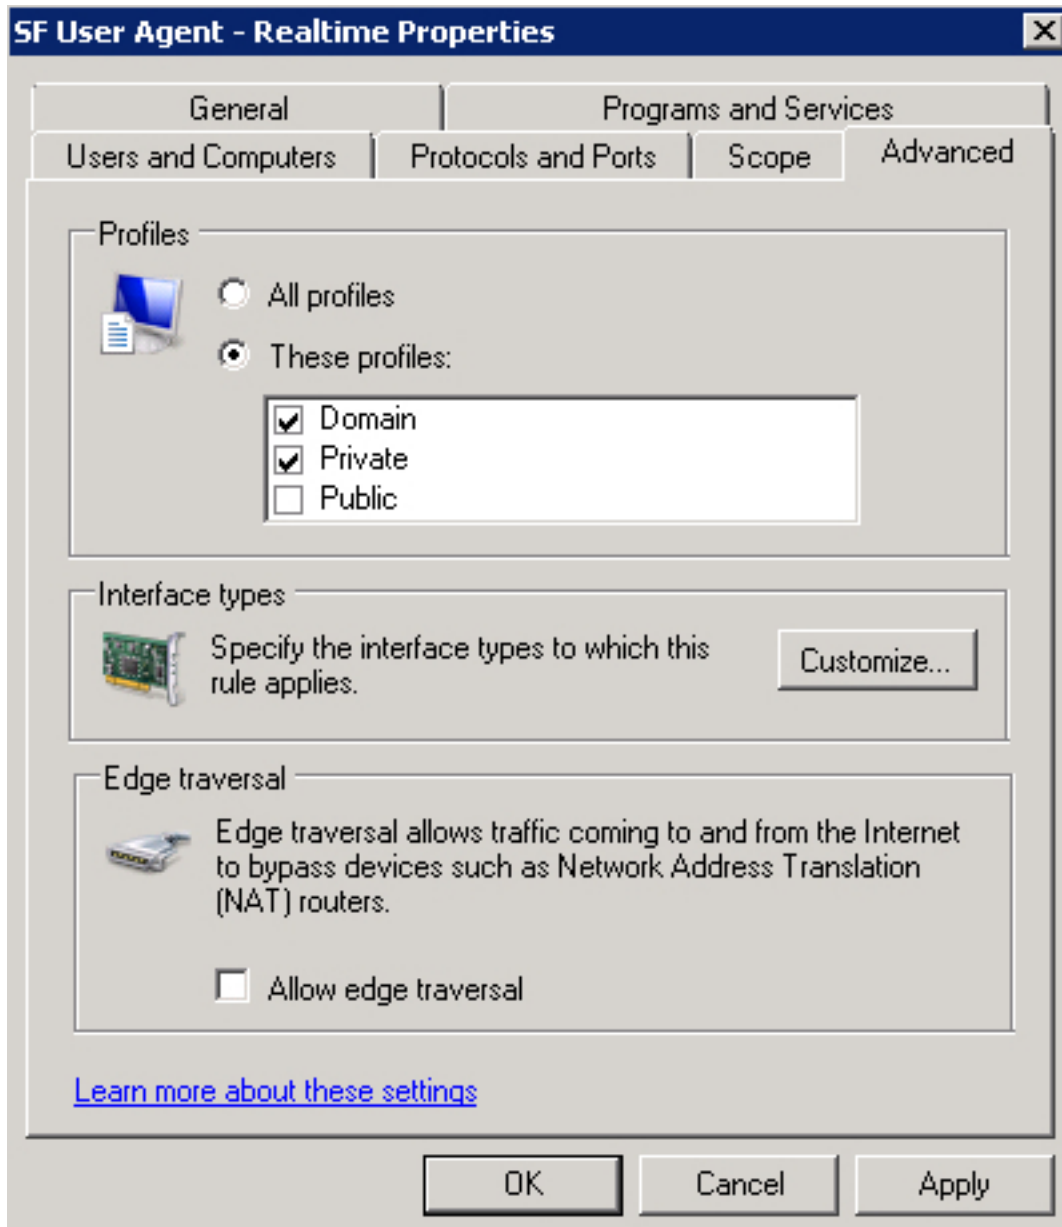 SF User Agent - Realtime Properties
General
Programs and Services
Users and Computers
Protocols and Ports
Scope
Advanced
Profiles
All profiles
These profiles:
Domain
Private
Public
Interface types
Specify the interface types to which this
rule applies.
Customize...
Edge traversal
Edge traversal allows traffic coming to and from the Internet
to bypass devices such as Network Address Translation
(NAT) routers.
Allow edge traversal
Learn more about these settings
OK
Cancel
Apply